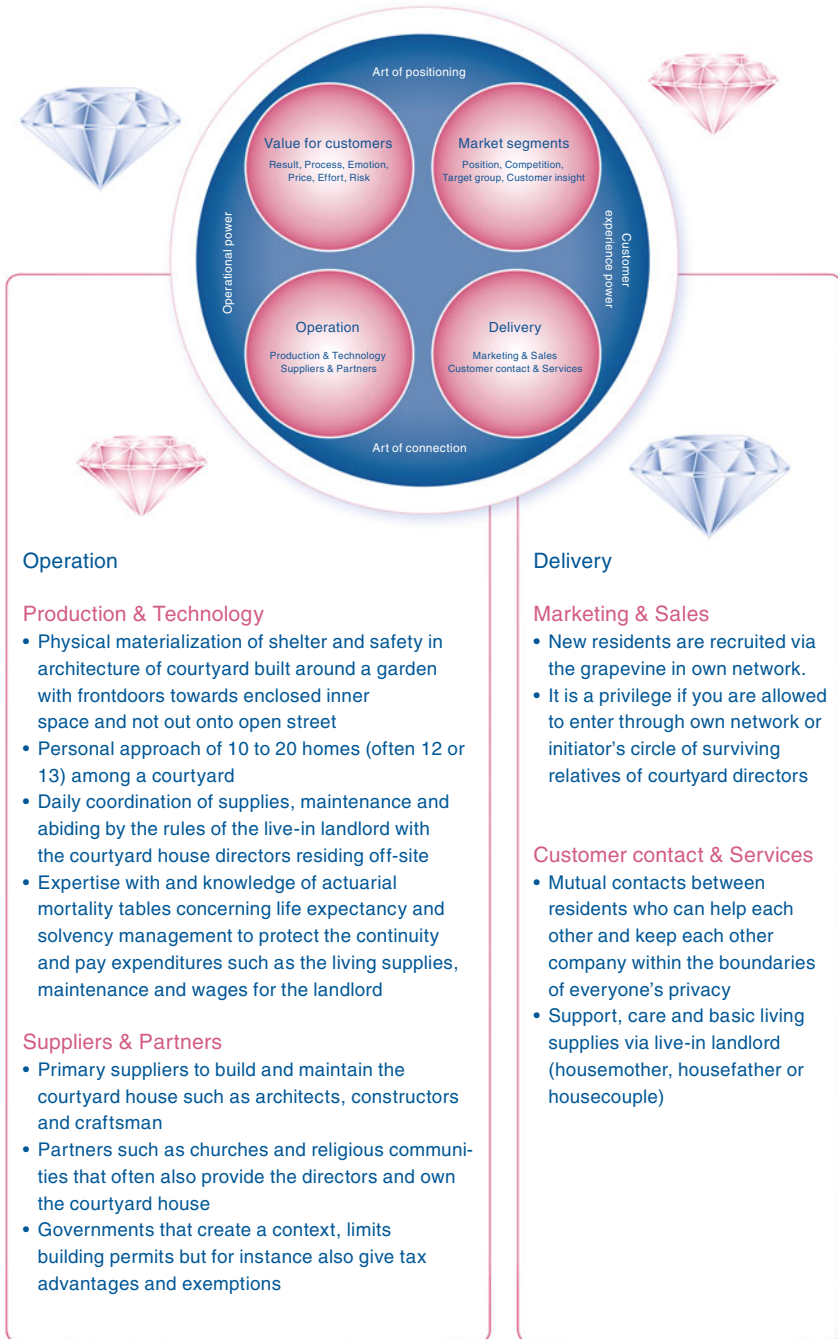 Art of positioning
Value for customers
Result, Process, Emotion,
Price, Effort, Risk
Market segments
Position, Competition,
Target group, Customer insight
Operational power
Customer
experience power
Operation
Production & Technology
Suppliers & Partners
Delivery
Marketing & Sales
Customer contact & Services
Art of connection
Operation
Production & Technology
• Physical materialization of shelter and safety in
architecture of courtyard built around a garden
with frontdoors towards enclosed inner
space and not out onto open street
• Personal approach of 10 to 20 homes (often 12 or
13) among a courtyard
• Daily coordination of supplies, maintenance and
abiding by the rules of the live-in landlord with
the courtyard house directors residing off-site
• Expertise with and knowledge of actuarial
mortality tables concerning life expectancy and
solvency management to protect the continuity
and pay expenditures such as the living supplies,
maintenance and wages for the landlord
Suppliers & Partners
• Primary suppliers to build and maintain the
courtyard house such as architects, constructors
and craftsman
• Partners such as churches and religious communi-
ties that often also provide the directors and own
the courtyard house
• Governments that create a context, limits
building permits but for instance also give tax
advantages and exemptions
Delivery
Marketing & Sales
• New residents are recruited via
the grapevine in own network.
• It is a privilege if you are allowed
to enter through own network or
initiator’s circle of surviving
relatives of courtyard directors
Customer contact & Services
• Mutual contacts between
residents who can help each
other and keep each other
company within the boundaries
of everyone’s privacy
• Support, care and basic living
supplies via live-in landlord
(housemother, housefather or
housecouple)